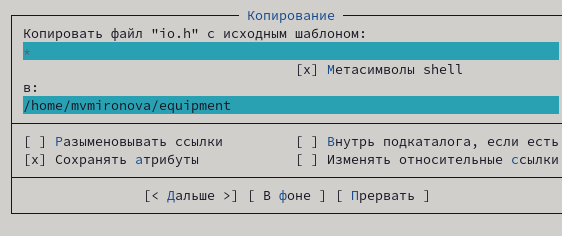 Копирование
Копировать файл "io.h" с исходным шаблоном:
*
[x] Метасимволы shell
в:
/home/mvmironova/equipment
[ ] Разыменовывать ссылки [ ] Внутрь подкаталога, если есть
[x] Сохранять атрибуты [ ] Изменять относительные ссылки
[< Дальше >] [ В фоне ] [ Прервать ]